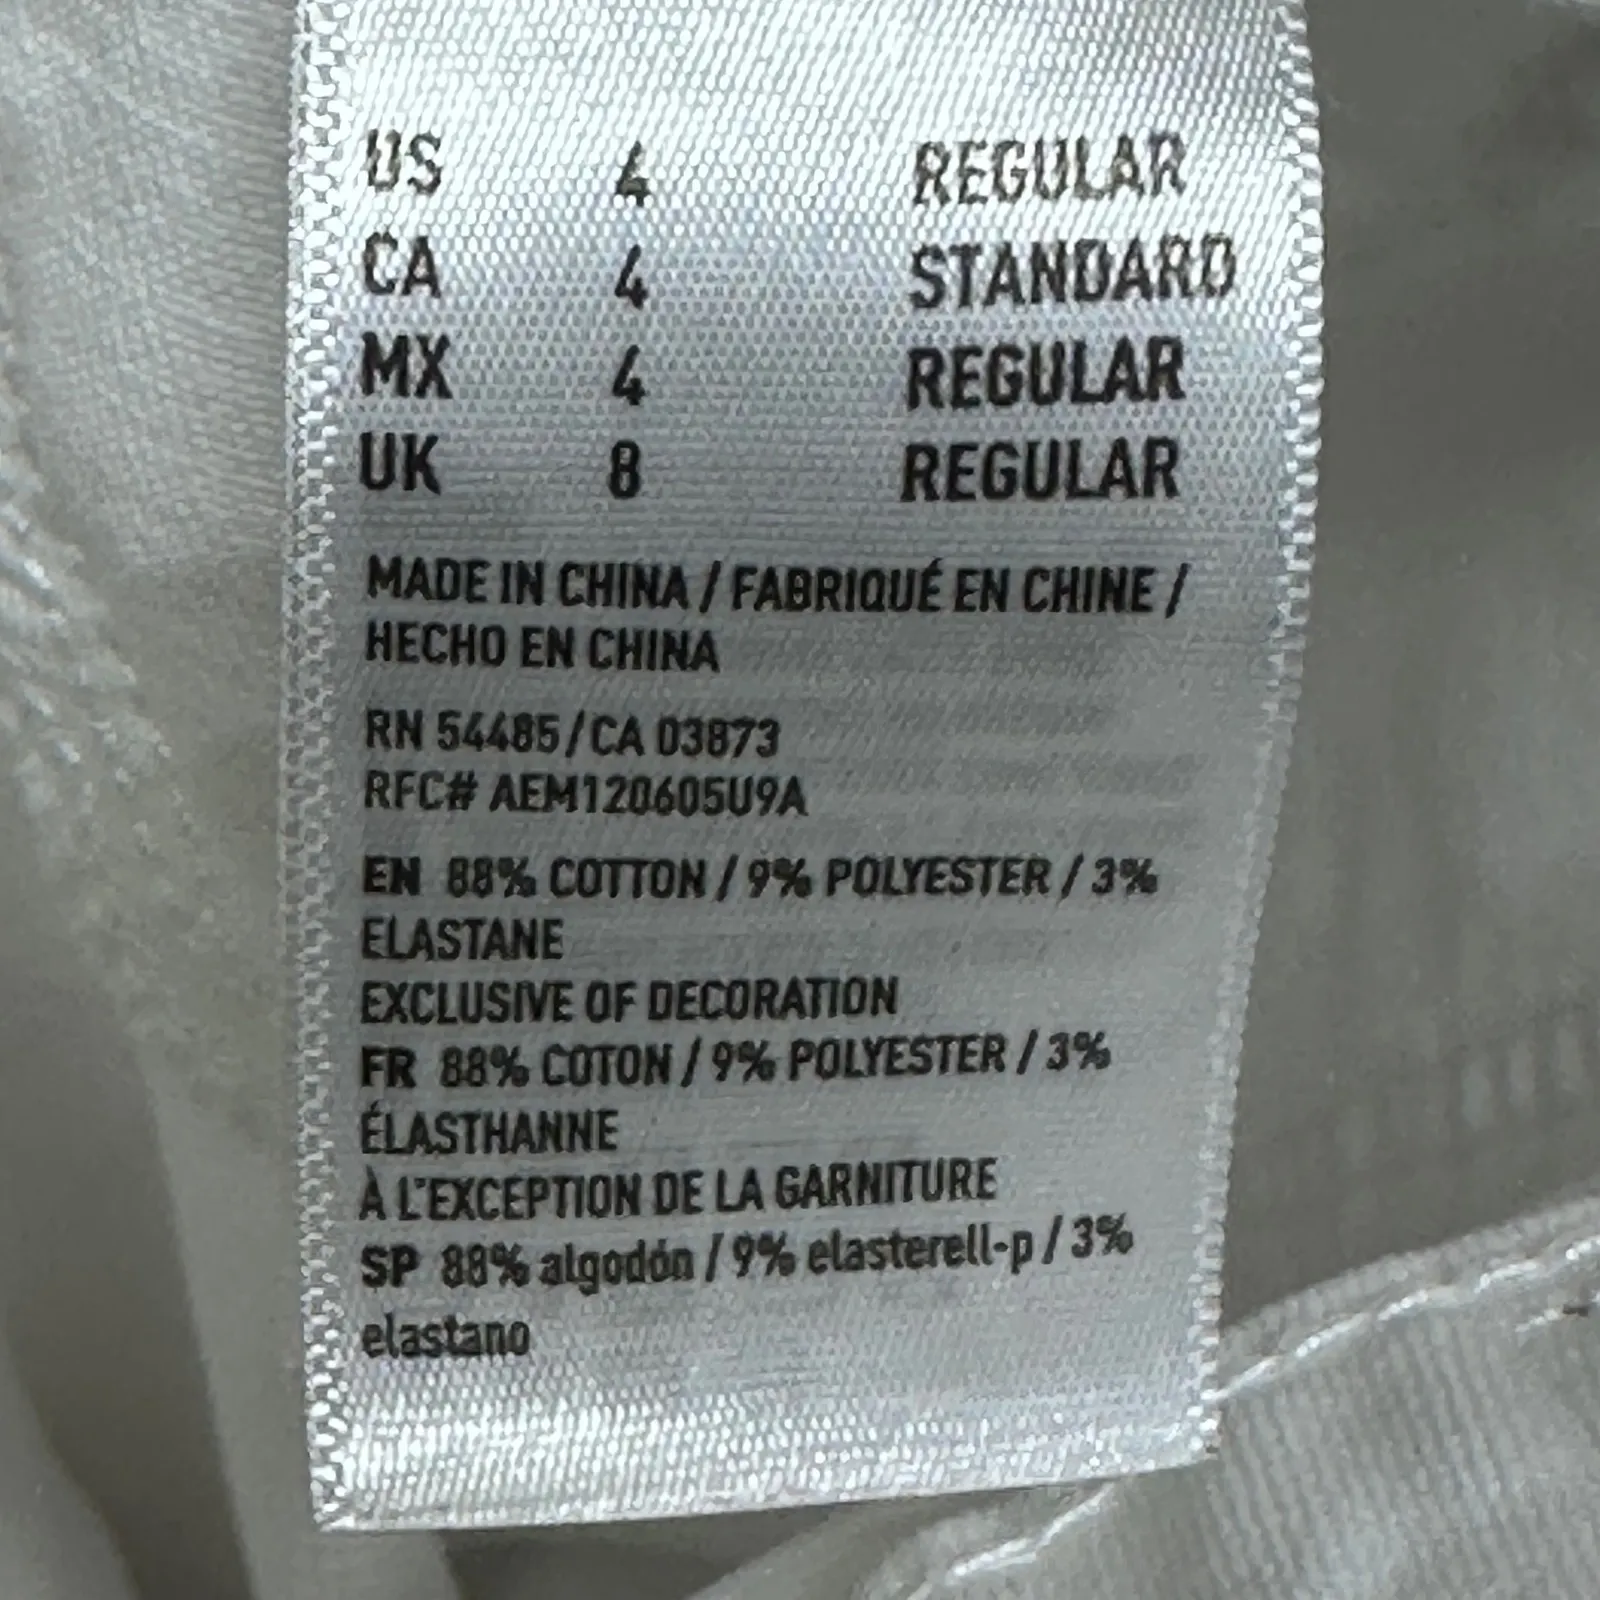 US 4 REGULAR
CA 4 STANDARD
MX 4 REGULAR
UK 8 REGULAR
MADE IN CHINA / FABRIQUÉ EN CHINE /
HECHO EN CHINA
RN 54485/CA 03873
RFC# AEM120605U9A
EN 88% COTTON / 9% POLYESTER / 3%
ELASTANE
EXCLUSIVE OF DECORATION
FR 88% COTON / 9% POLYESTER / 3%
ÉLASTHANNE
À L'EXCEPTION DE LA GARNITURE
SP 88% algodón / 9% elasterell-p / 3%
elastano